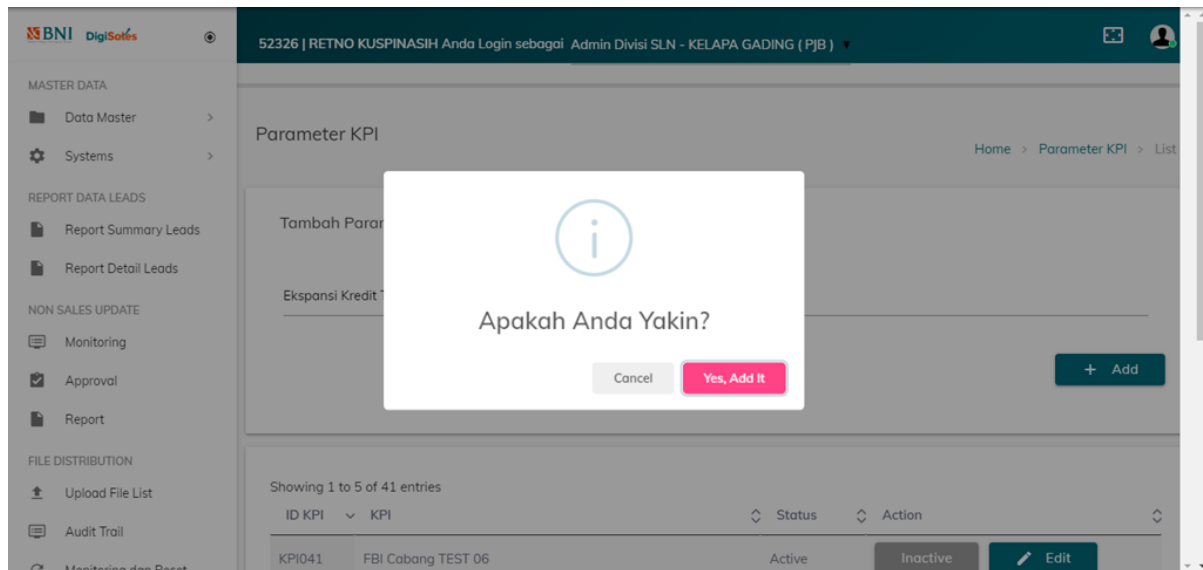 BNI DigiSales
52326 | RETNO KUSPINASIH Anda Login sebagai Admin Divisi SLN - KELAPA GADING ( PJB )
MASTER DATA
Data Master
Systems
REPORT DATA LEADS
Report Summary Leads
Report Detail Leads
NON SALES UPDATE
Monitoring
Approval
Report
FILE DISTRIBUTION
Upload File List
Audit Trail
Monitoring dan Reset
Parameter KPI
Home > Parameter KPI > List
Tambah Parar
Ekspansi Kredit T
Apakah Anda Yakin?
Cancel Yes, Add It
+ Add
Showing 1 to 5 of 41 entries
ID KPI KPI Status Action
KPI041 FBI Cabang TEST 06 Active Inactive Edit